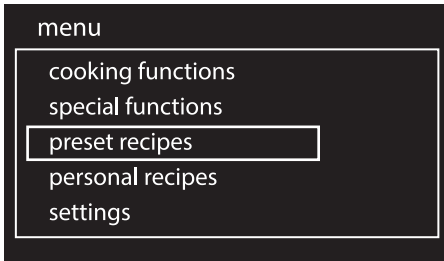 menu
cooking functions
special functions
preset recipes
personal recipes
settings